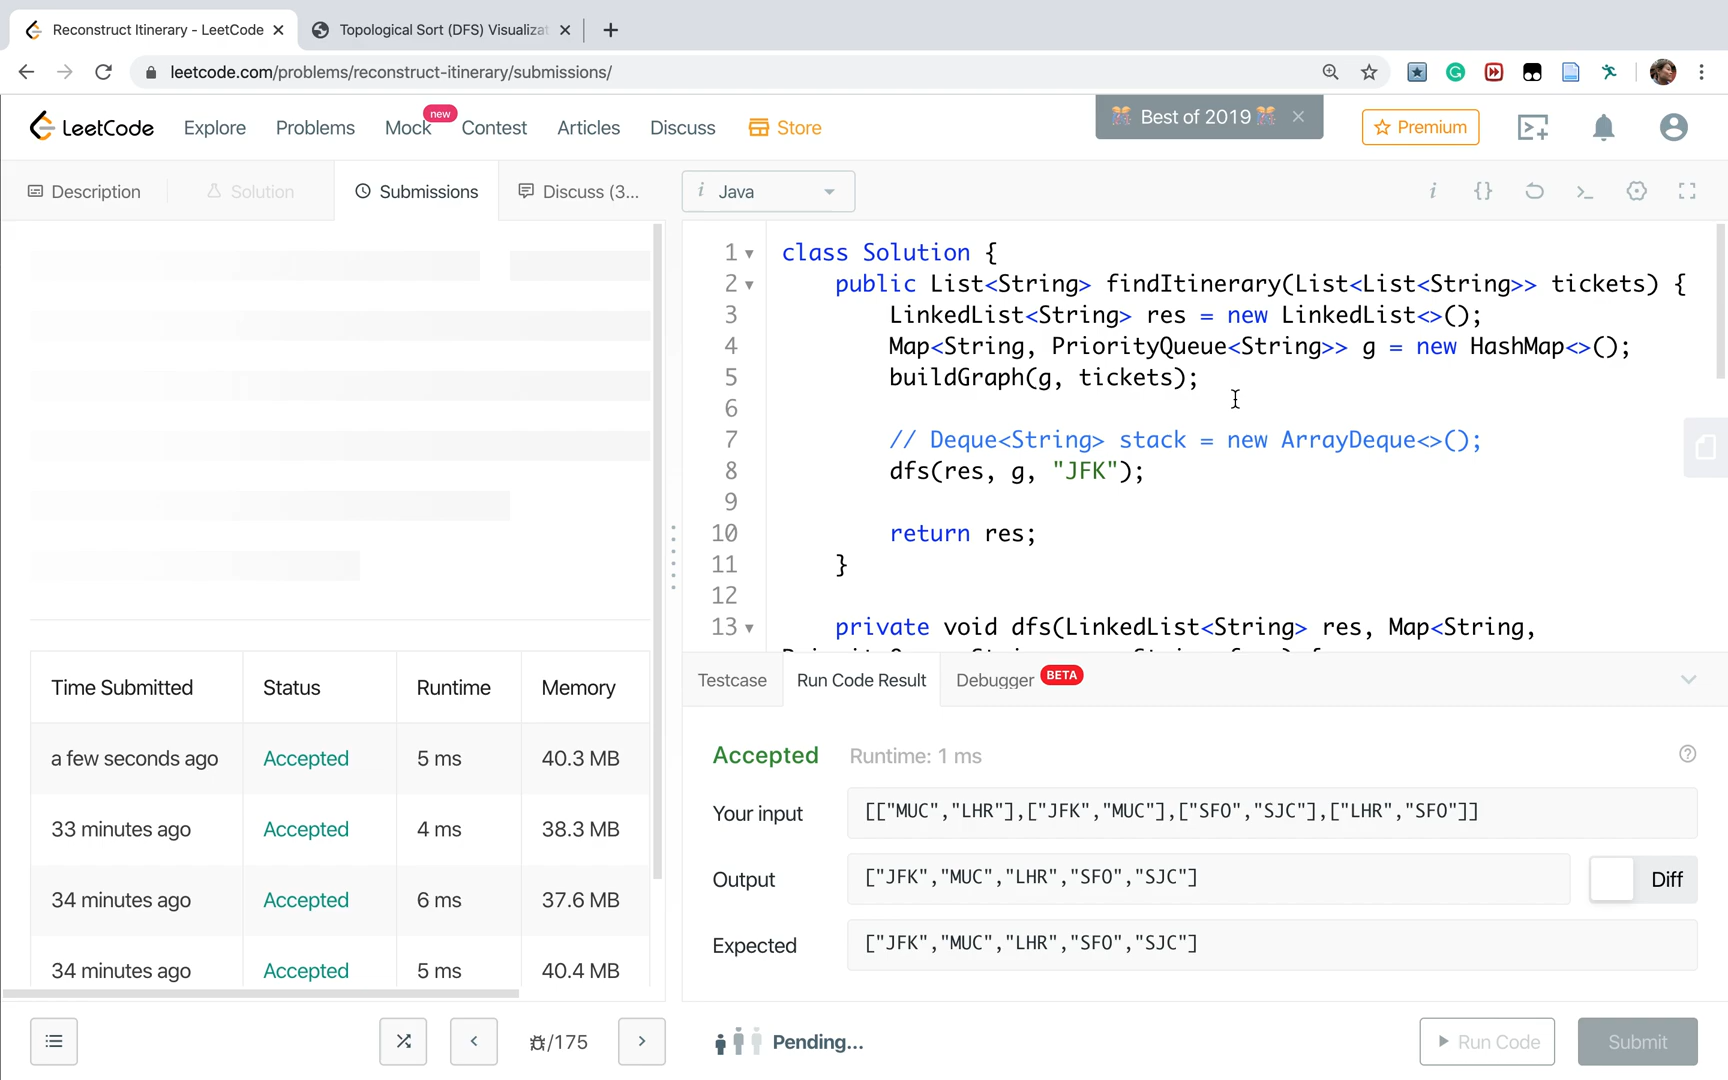 Reconstruct Itinerary - LeetCode
Topological Sort (DFS) Visualizat
leetcode.com/problems/reconstruct-itinerary/submissions/
LeetCode
Explore
Problems
Mock
new
Contest
Articles
Discuss
Store
Best of 2019
Premium
Description
Solution
Submissions
Discuss (3...
i Java
1 class Solution {
2 public List<String> findItinerary(List<List<String>> tickets) {
3 LinkedList<String> res = new LinkedList<>();
4 Map<String, PriorityQueue<String>> g = new HashMap<>();
5 buildGraph(g, tickets);
6
7 // Deque<String> stack = new ArrayDeque<>();
8 dfs(res, g, "JFK");
9
10 return res;
11 }
12
13 private void dfs(LinkedList<String> res, Map<String,
Time Submitted Status Runtime Memory
a few seconds ago Accepted 5 ms 40.3 MB
33 minutes ago Accepted 4 ms 38.3 MB
34 minutes ago Accepted 6 ms 37.6 MB
34 minutes ago Accepted 5 ms 40.4 MB
Testcase
Run Code Result
Debugger BETA
Accepted Runtime: 1 ms
Your input [["MUC","LHR"],["JFK","MUC"],["SFO","SJC"],["LHR","SFO"]]
Output ["JFK","MUC","LHR","SFO","SJC"]
Diff
Expected ["JFK","MUC","LHR","SFO","SJC"]
/175
Pending...
Run Code
Submit